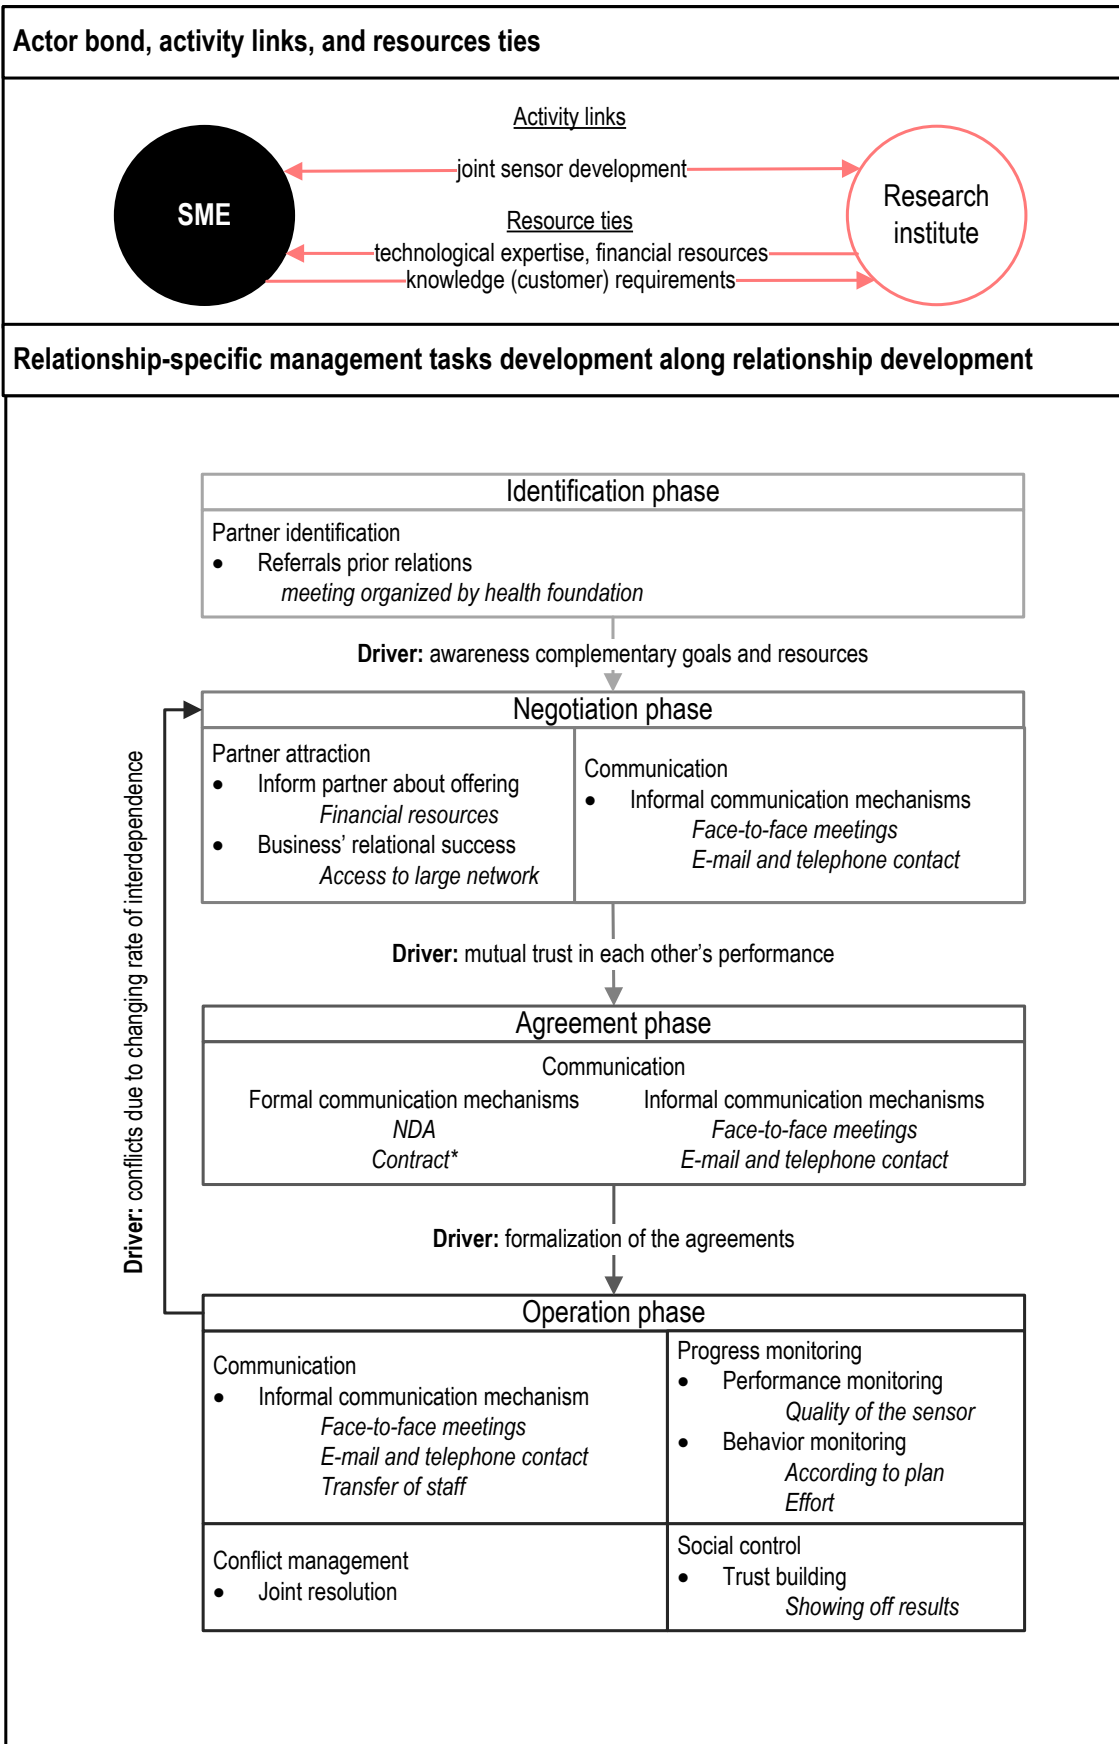 Actor bond, activity links, and resources ties
Activity links
joint sensor development
SME
Research
institute
Resource ties
technological expertise, financial resources
knowledge (customer) requirements
Relationship-specific management tasks development along relationship development
Identification phase
Partner identification
• Referrals prior relations
meeting organized by health foundation
Driver: awareness complementary goals and resources
Negotiation phase
Partner attraction
• Inform partner about offering
Financial resources
• Business’ relational success
Access to large network
Communication
• Informal communication mechanisms
Face-to-face meetings
E-mail and telephone contact
Driver: mutual trust in each other’s performance
Agreement phase
Communication
Formal communication mechanisms
NDA
Contract*
Informal communication mechanisms
Face-to-face meetings
E-mail and telephone contact
Driver: formalization of the agreements
Driver: conflicts due to changing rate of interdependence
Operation phase
Communication
• Informal communication mechanism
Face-to-face meetings
E-mail and telephone contact
Transfer of staff
Progress monitoring
• Performance monitoring
Quality of the sensor
• Behavior monitoring
According to plan
Effort
Conflict management
• Joint resolution
Social control
• Trust building
Showing off results